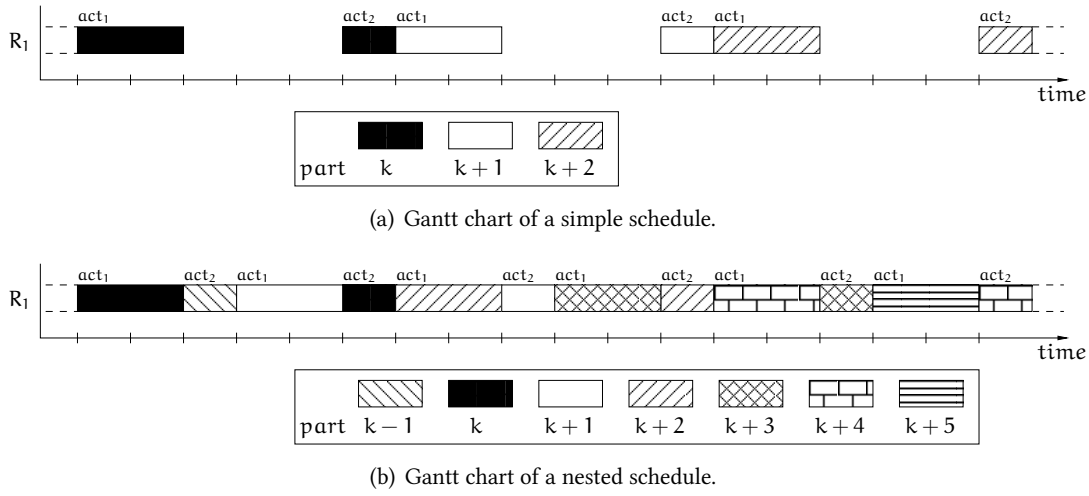 act₁ act₂ act₁ act₂ act₁ act₂
R₁
time
part k k + 1 k + 2
(a) Gantt chart of a simple schedule.
act₁ act₂ act₁ act₂ act₁ act₂ act₁ act₂ act₁ act₂ act₁ act₂
R₁
time
part k − 1 k k + 1 k + 2 k + 3 k + 4 k + 5
(b) Gantt chart of a nested schedule.